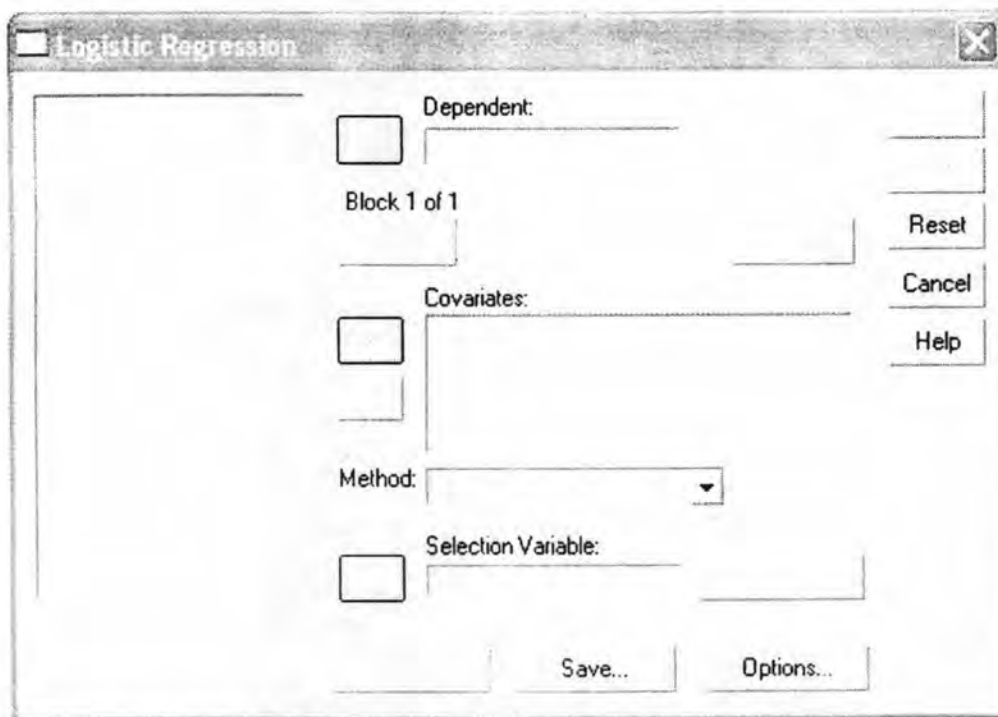 Logistic Regression
Dependent:
Block 1 of 1
Reset
Cancel
Covariates:
Help
Method:
Selection Variable:
Save...
Options...